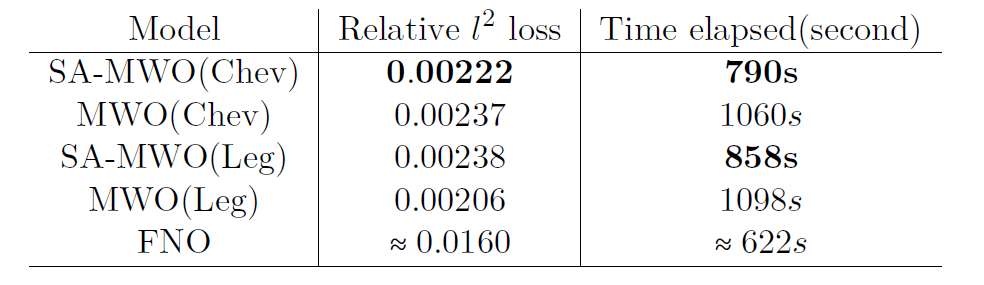 Model Relative l² loss Time elapsed(second)
SA-MWO(Chev) 0.00222 790s
MWO(Chev) 0.00237 1060s
SA-MWO(Leg) 0.00238 858s
MWO(Leg) 0.00206 1098s
FNO ≈ 0.0160 ≈ 622s